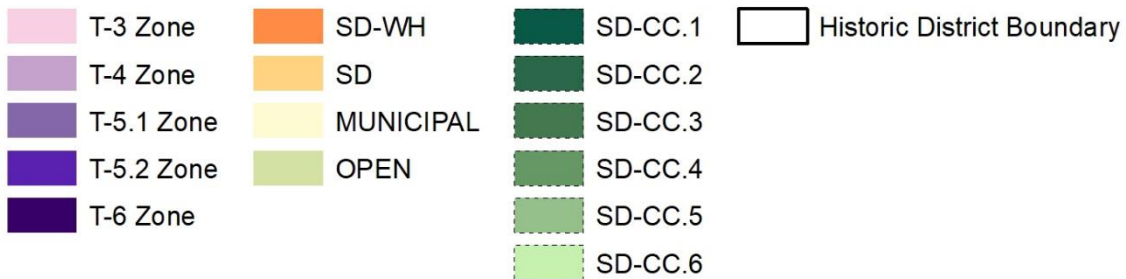 T-3 Zone
T-4 Zone
T-5.1 Zone
T-5.2 Zone
T-6 Zone
SD-WH
SD
MUNICIPAL
OPEN
SD-CC.1
SD-CC.2
SD-CC.3
SD-CC.4
SD-CC.5
SD-CC.6
Historic District Boundary